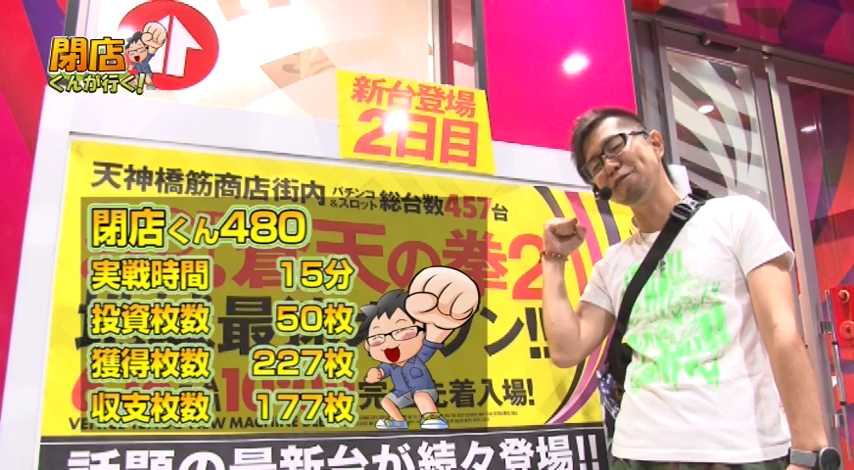 閉店
くんが行く!
新台登場
2日目
天神橋筋商店街内 パチンコ&スロット 総台数457台
蒼天の拳2
閉店くん480
実戦時間 15分
投資枚数 50枚
獲得枚数 227枚
収支枚数 177枚
先着入場!
話題の最新台が続々登場!!